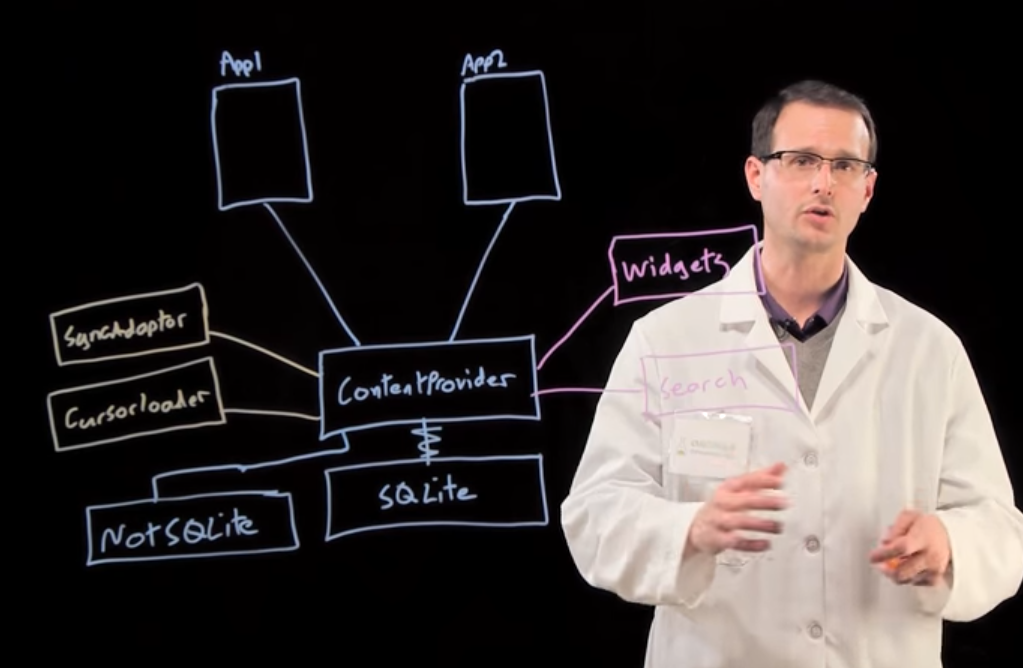 App1
App2
Widgets
SyncAdaptor
Search
ContentProvider
Cursorloader
SQLite
NotSQLite